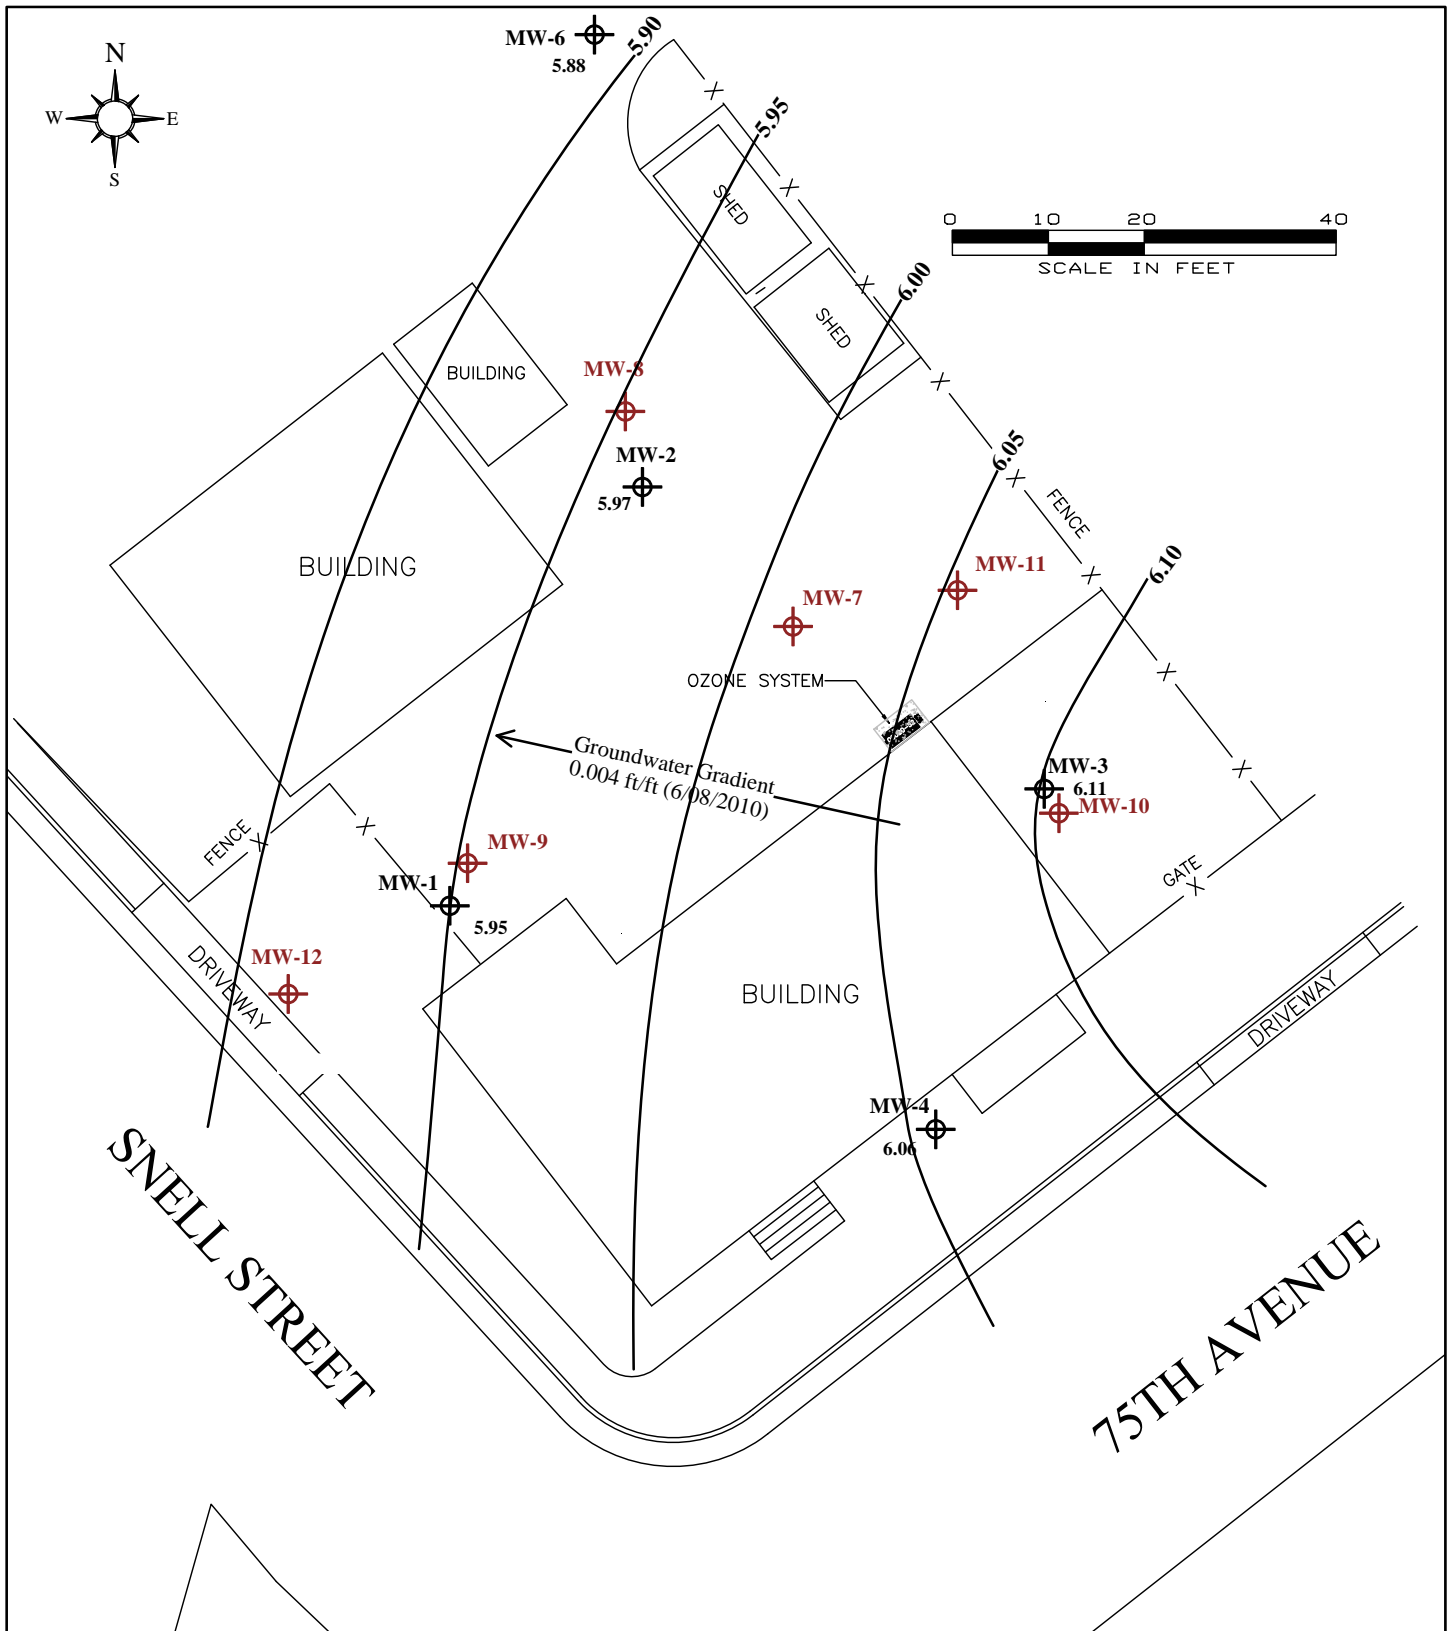 MW-6
5.88
5.90
N
W
E
S
5.95
SHED
0
10
20
40
SCALE IN FEET
6.00
SHED
MW-8
BUILDING
MW-2
5.97
6.05
FENCE
BUILDING
MW-11
6.10
MW-7
OZONE SYSTEM
Groundwater Gradient
0.004 ft/ft (6/08/2010)
MW-3
6.11
MW-10
FENCE
MW-9
GATE
MW-1
5.95
MW-12
DRIVEWAY
BUILDING
DRIVEWAY
MW-4
6.06
SNELL STREET
75TH AVENUE